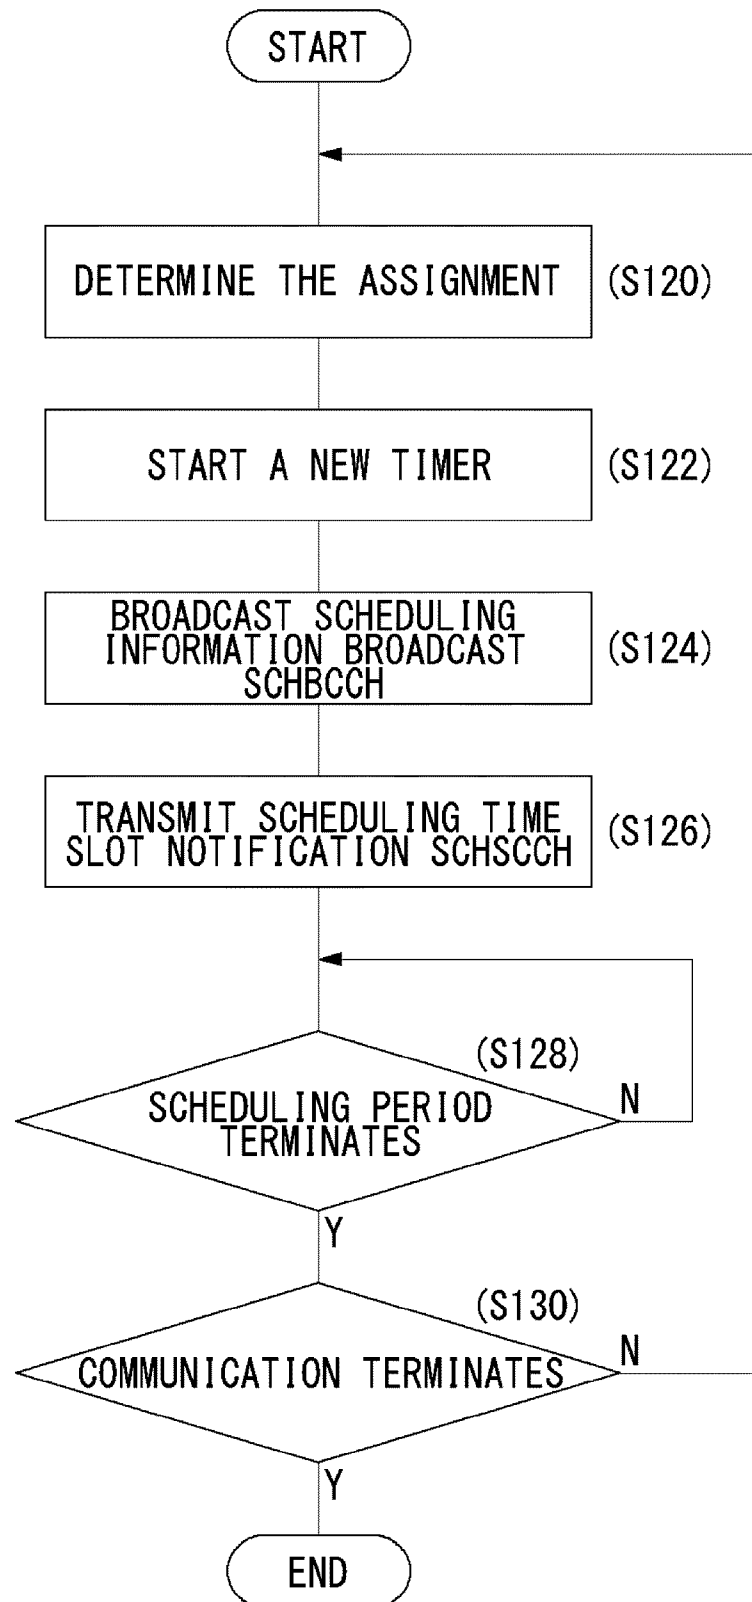 START
DETERMINE THE ASSIGNMENT
(S120)
START A NEW TIMER
(S122)
BROADCAST SCHEDULING
INFORMATION BROADCAST
SCHBCCH
(S124)
TRANSMIT SCHEDULING TIME
SLOT NOTIFICATION SCHSCCH
(S126)
(S128)
SCHEDULING PERIOD
TERMINATES
N
Y
(S130)
COMMUNICATION TERMINATES
N
Y
END